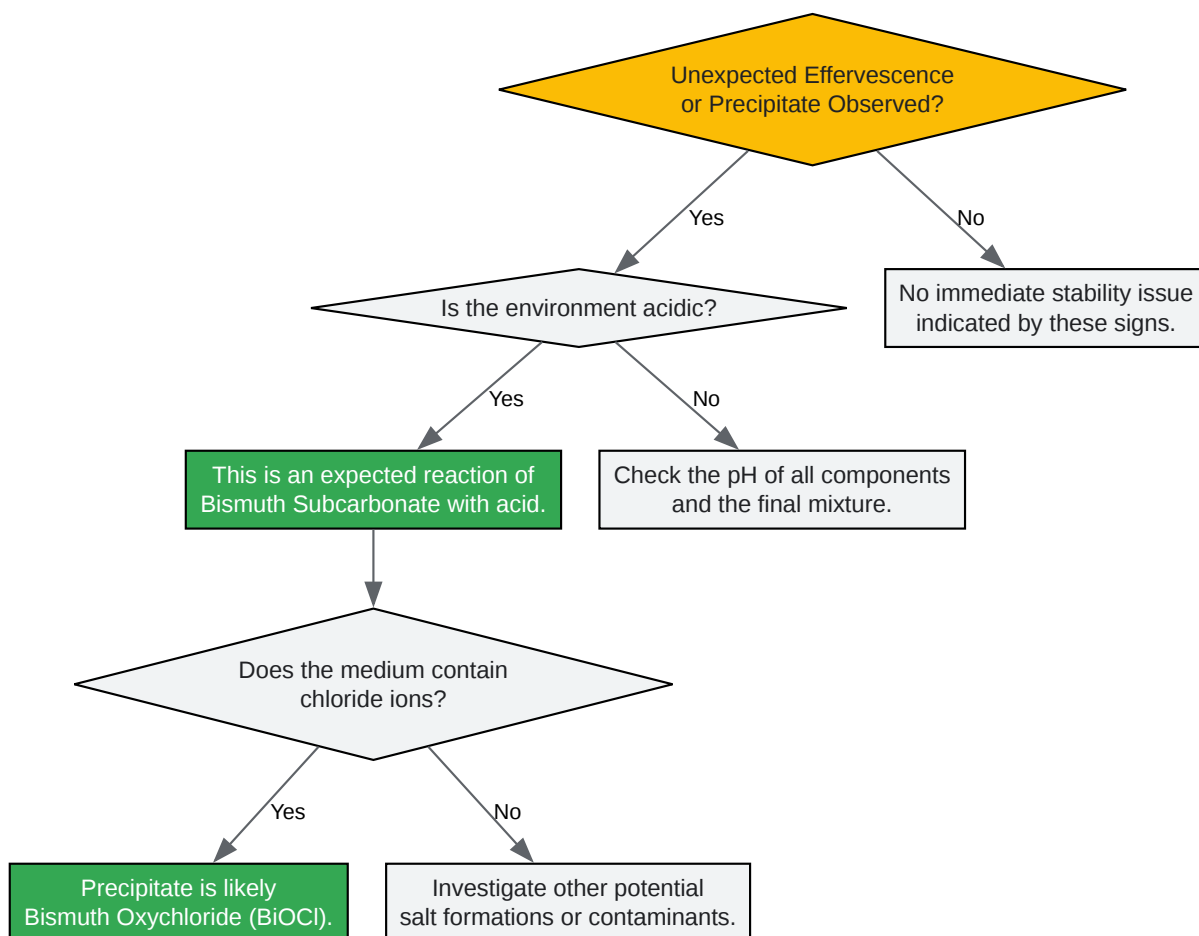 Unexpected Effervescence
or Precipitate Observed?
Yes
No
Is the environment acidic?
No immediate stability issue
indicated by these signs.
Yes
No
This is an expected reaction of
Bismuth Subcarbonate with acid.
Check the pH of all components
and the final mixture.
Does the medium contain
chloride ions?
Yes
No
Precipitate is likely
Bismuth Oxychloride (BiOCl).
Investigate other potential
salt formations or contaminants.